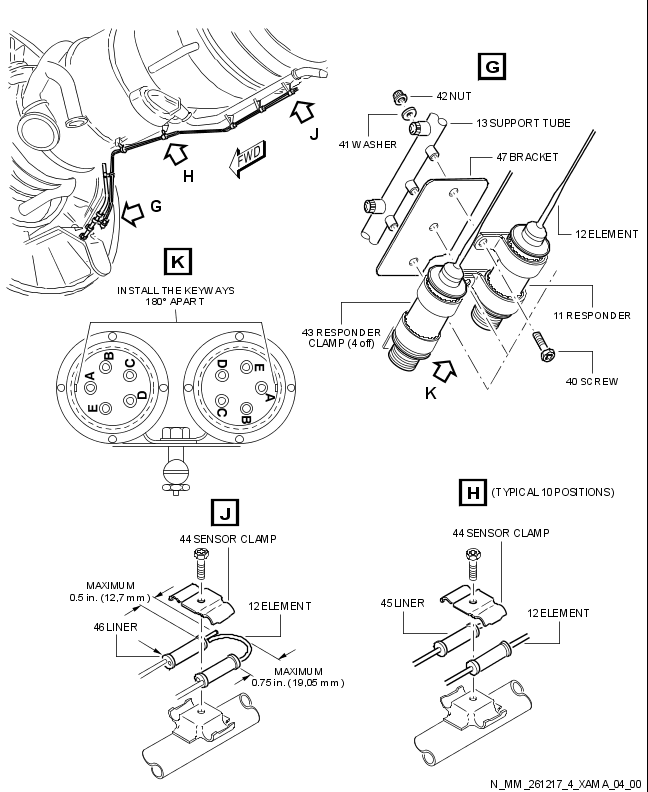 G
42 NUT
13 SUPPORT TUBE
41 WASHER
47 BRACKET
J
FWD
H
G
12 ELEMENT
K
INSTALL THE KEYWAYS
180° APART
11 RESPONDER
43 RESPONDER
CLAMP (4 off)
40 SCREW
K
B
A
C
D
E
E
D
A
C
B
J
H
(TYPICAL 10 POSITIONS)
44 SENSOR CLAMP
44 SENSOR CLAMP
MAXIMUM
0.5 in. (12,7 mm)
12 ELEMENT
46 LINER
MAXIMUM
0.75 in. (19,05 mm)
45 LINER
12 ELEMENT
N_MM_261217_4_XAMA_04_00